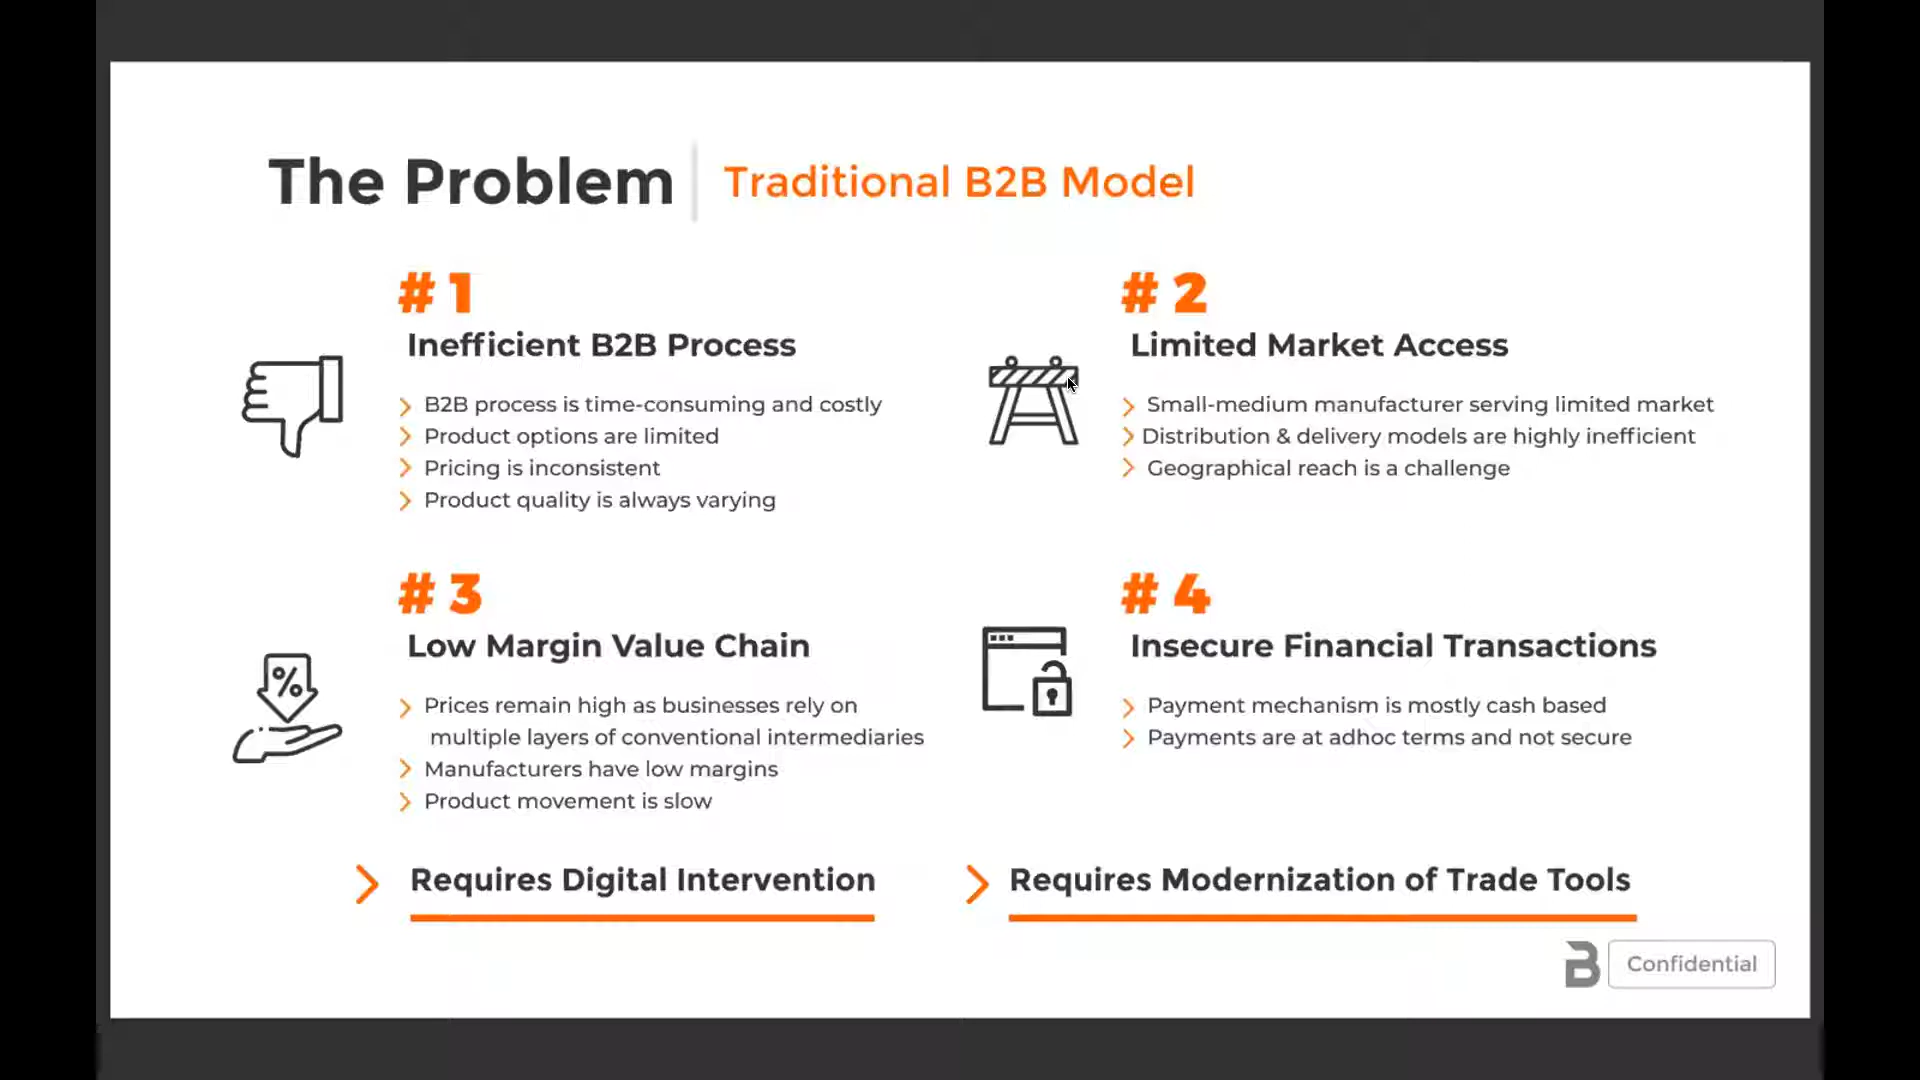 The Problem
Traditional B2B Model
# 1
Inefficient B2B Process
B2B process is time-consuming and costly
Product options are limited
Pricing is inconsistent
Product quality is always varying
# 2
Limited Market Access
Small-medium manufacturer serving limited market
Distribution & delivery models are highly inefficient
Geographical reach is a challenge
# 3
Low Margin Value Chain
Prices remain high as businesses rely on
multiple layers of conventional intermediaries
Manufacturers have low margins
Product movement is slow
# 4
Insecure Financial Transactions
Payment mechanism is mostly cash based
Payments are at adhoc terms and not secure
Requires Digital Intervention
Requires Modernization of Trade Tools
B Confidential
%